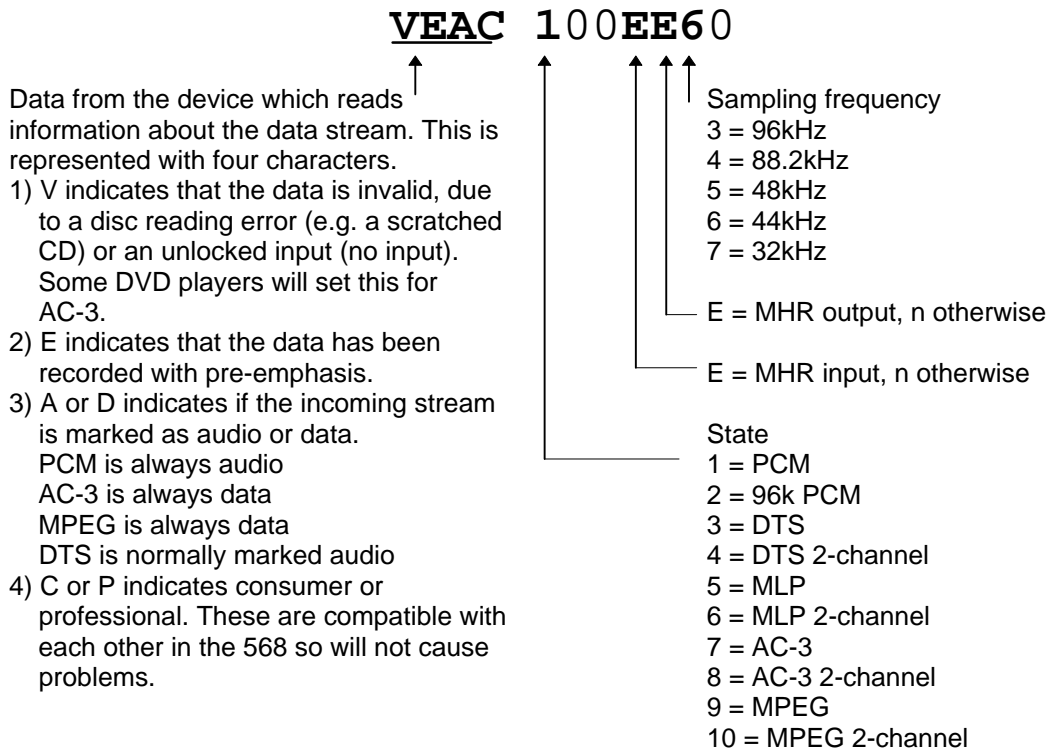 VEAC 100EE60
Data from the device which reads
information about the data stream. This is
represented with four characters.
1) V indicates that the data is invalid, due
to a disc reading error (e.g. a scratched
CD) or an unlocked input (no input).
Some DVD players will set this for
AC-3.
2) E indicates that the data has been
recorded with pre-emphasis.
3) A or D indicates if the incoming stream
is marked as audio or data.
PCM is always audio
AC-3 is always data
MPEG is always data
DTS is normally marked audio
4) C or P indicates consumer or
professional. These are compatible with
each other in the 568 so will not cause
problems.
Sampling frequency
3 = 96kHz
4 = 88.2kHz
5 = 48kHz
6 = 44kHz
7 = 32kHz
E = MHR output, n otherwise
E = MHR input, n otherwise
State
1 = PCM
2 = 96k PCM
3 = DTS
4 = DTS 2-channel
5 = MLP
6 = MLP 2-channel
7 = AC-3
8 = AC-3 2-channel
9 = MPEG
10 = MPEG 2-channel